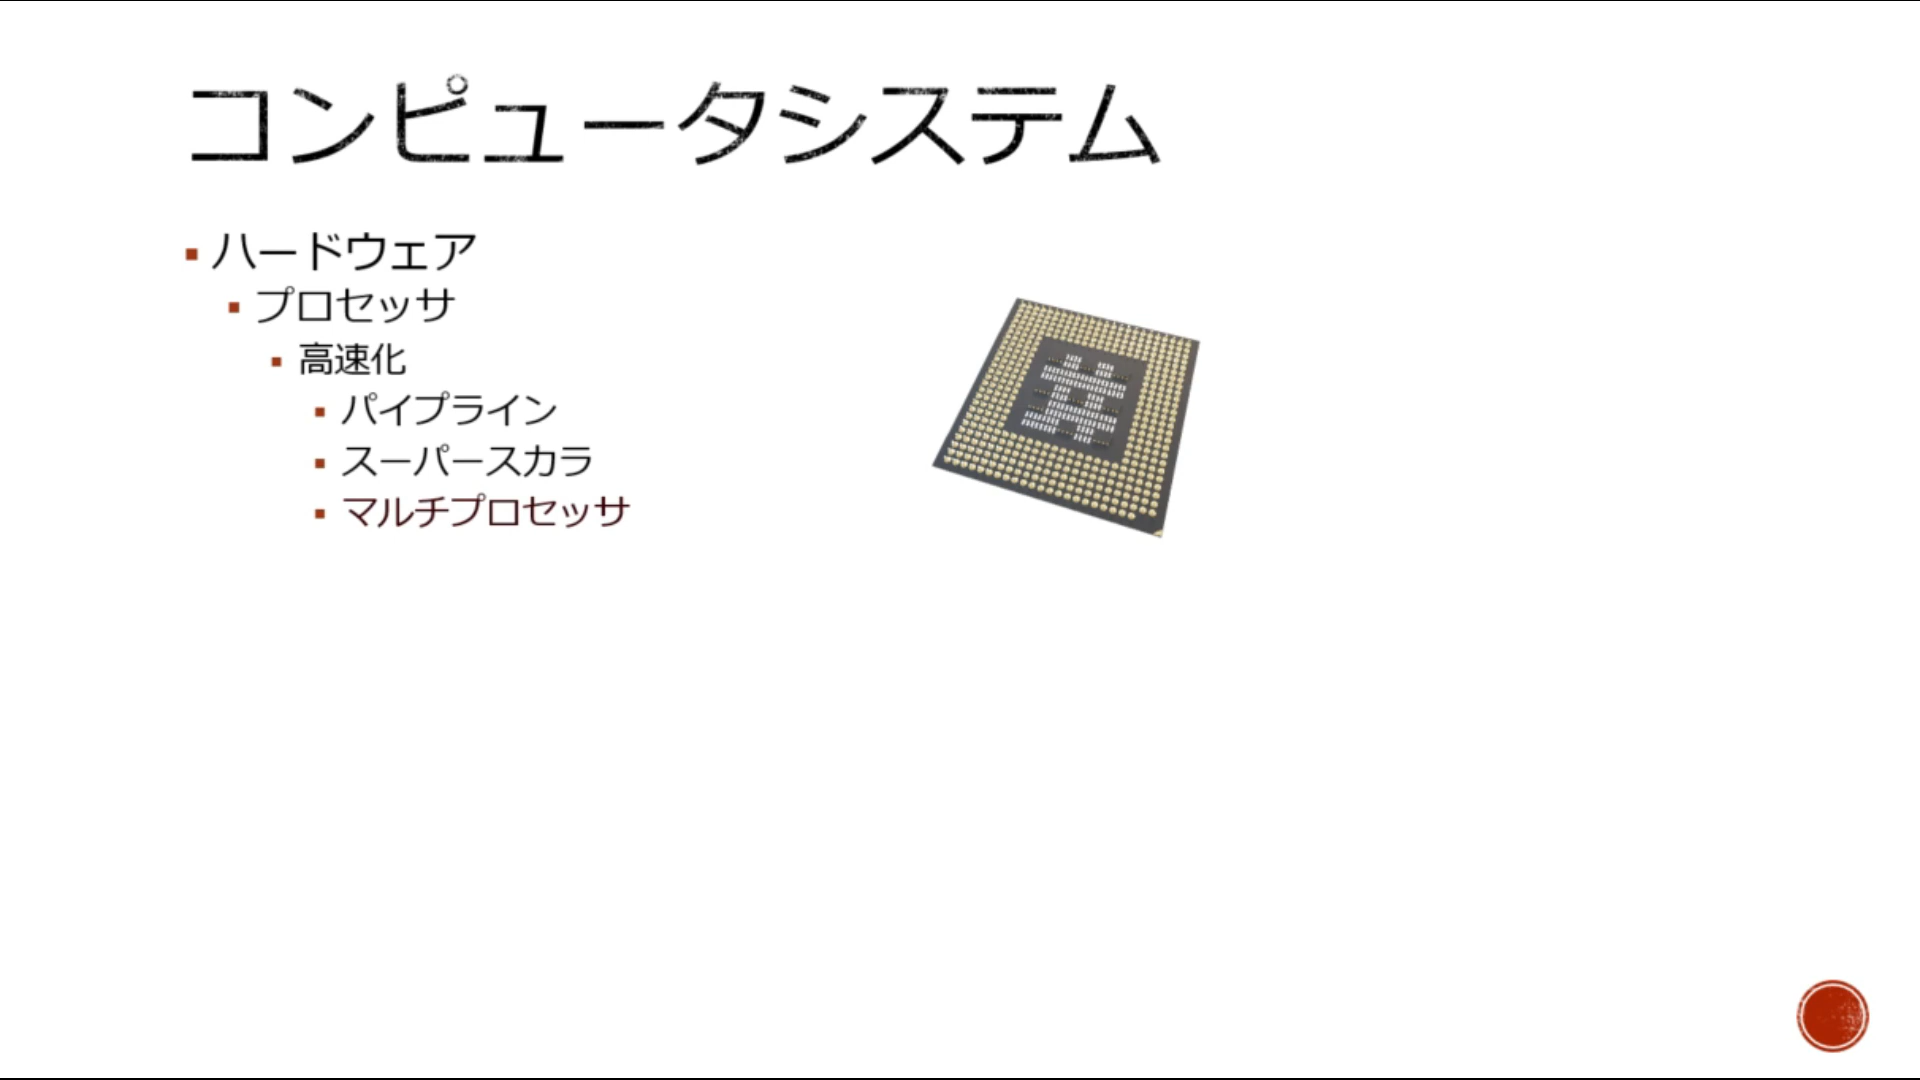 コンピュータシステム
ハードウェア
プロセッサ
高速化
パイプライン
スーパースカラ
マルチプロセッサ